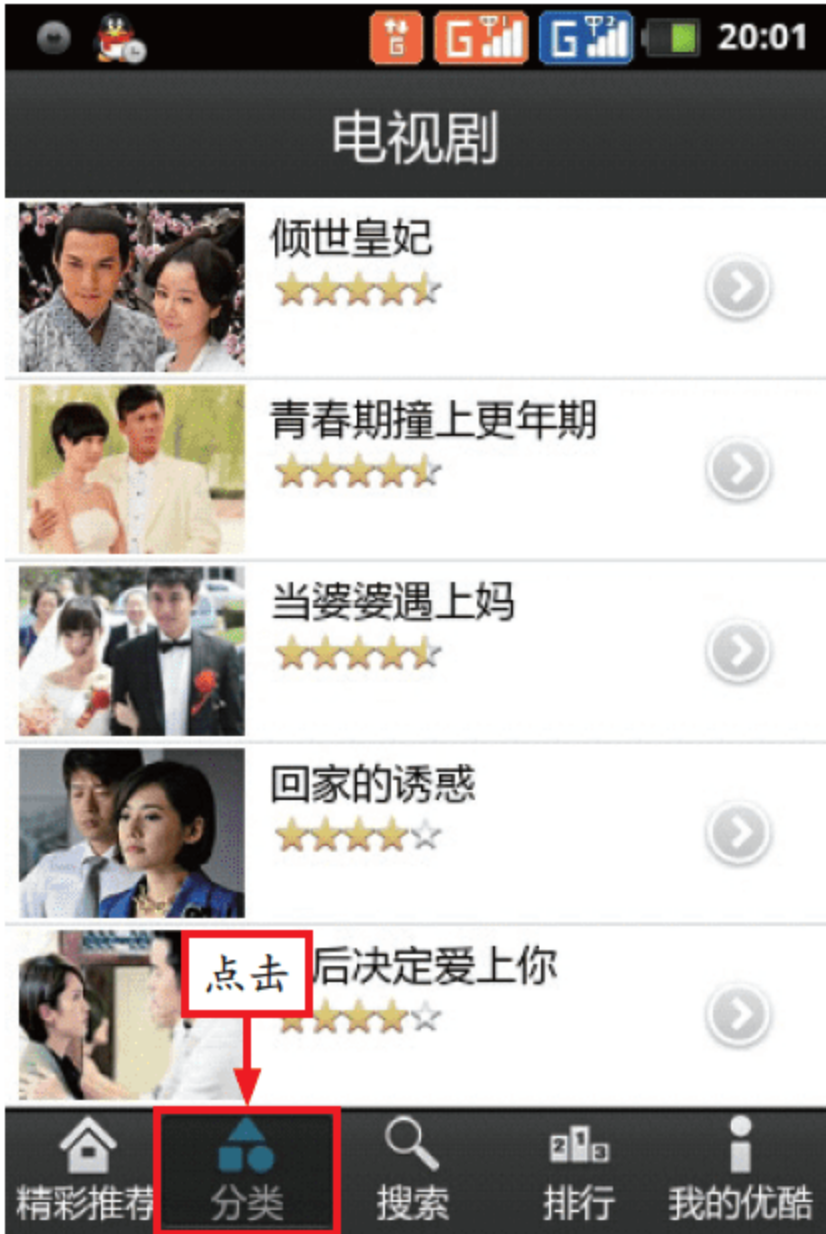 20:01
电视剧
倾世皇妃
青春期撞上更年期
当婆婆遇上妈
回家的诱惑
点击
后决定爱上你
精彩推荐 分类 搜索 排行 我的优酷